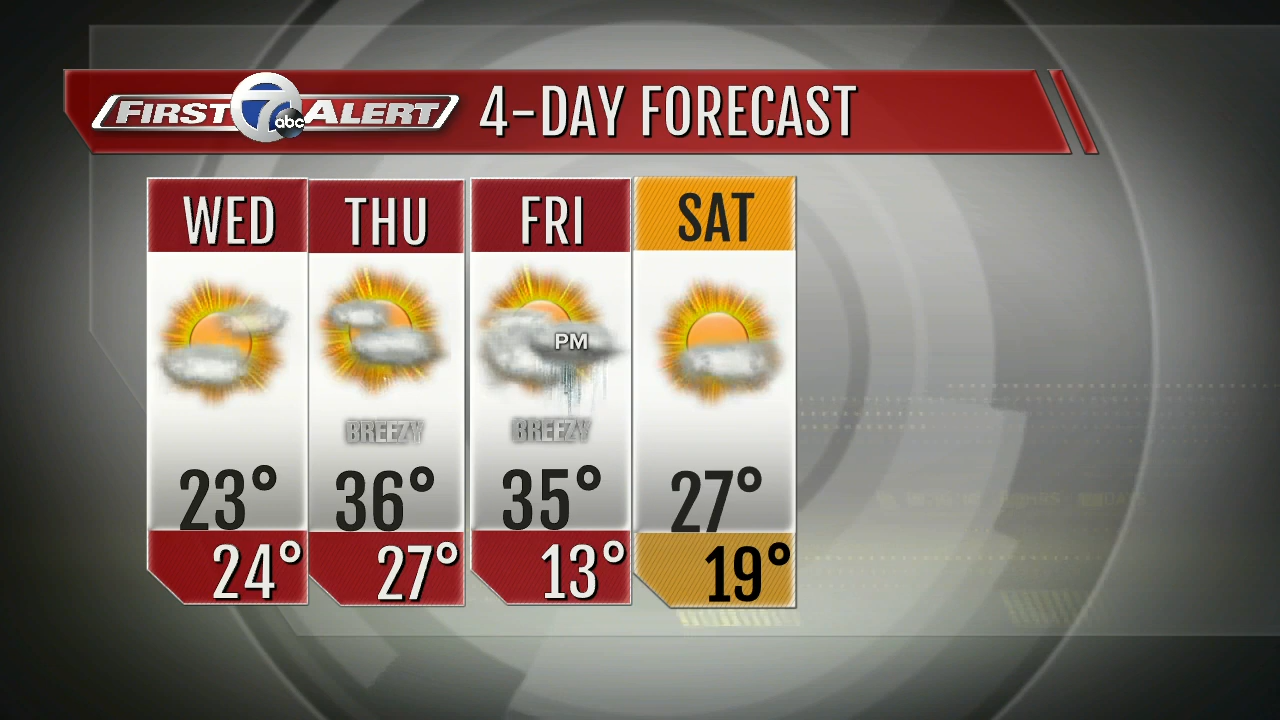 FIRST 7 abc ALERT 4-DAY FORECAST
WED THU FRI SAT
PM
BREEZY BREEZY
23° 36° 35° 27°
24° 27° 13° 19°